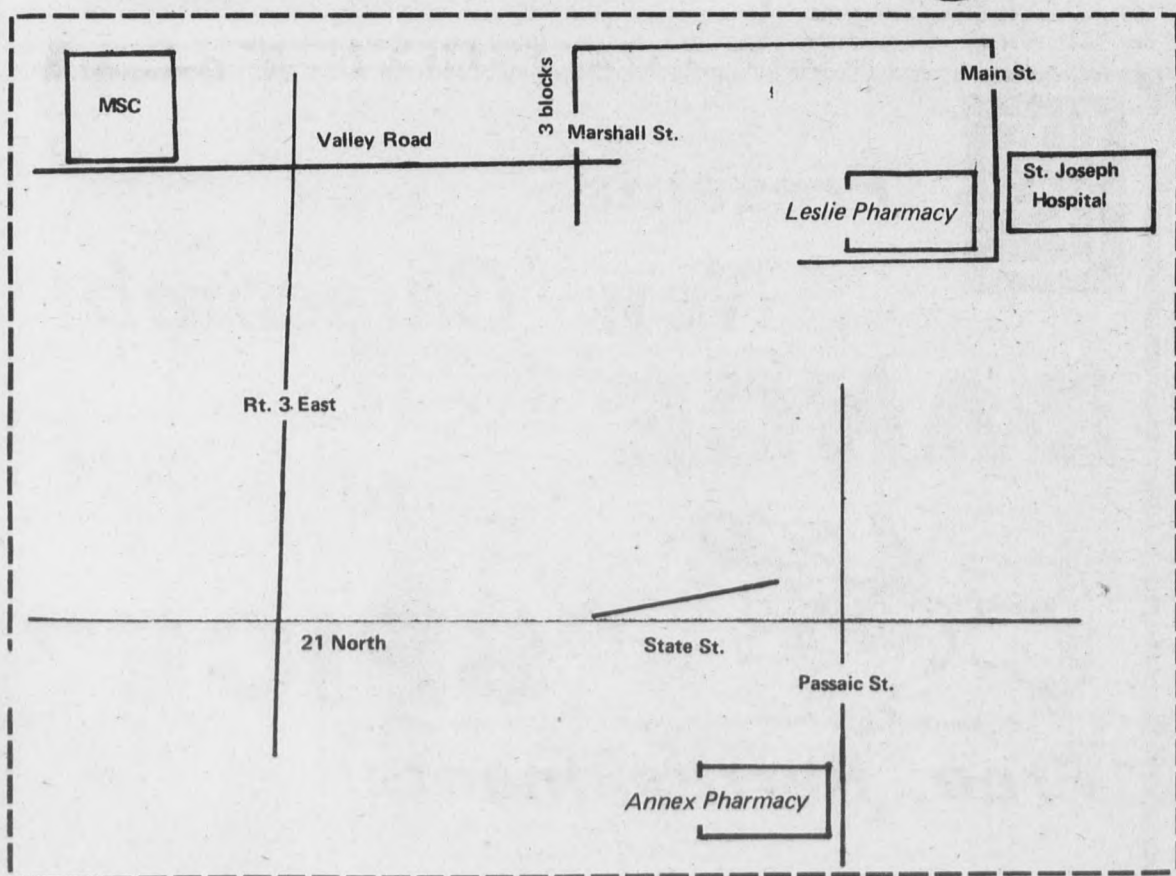 Main St.
MSC
3 blocks
Marshall St.
Valley Road
St. Joseph
Hospital
Leslie Pharmacy
Rt. 3 East
21 North
State St.
Passaic St.
Annex Pharmacy